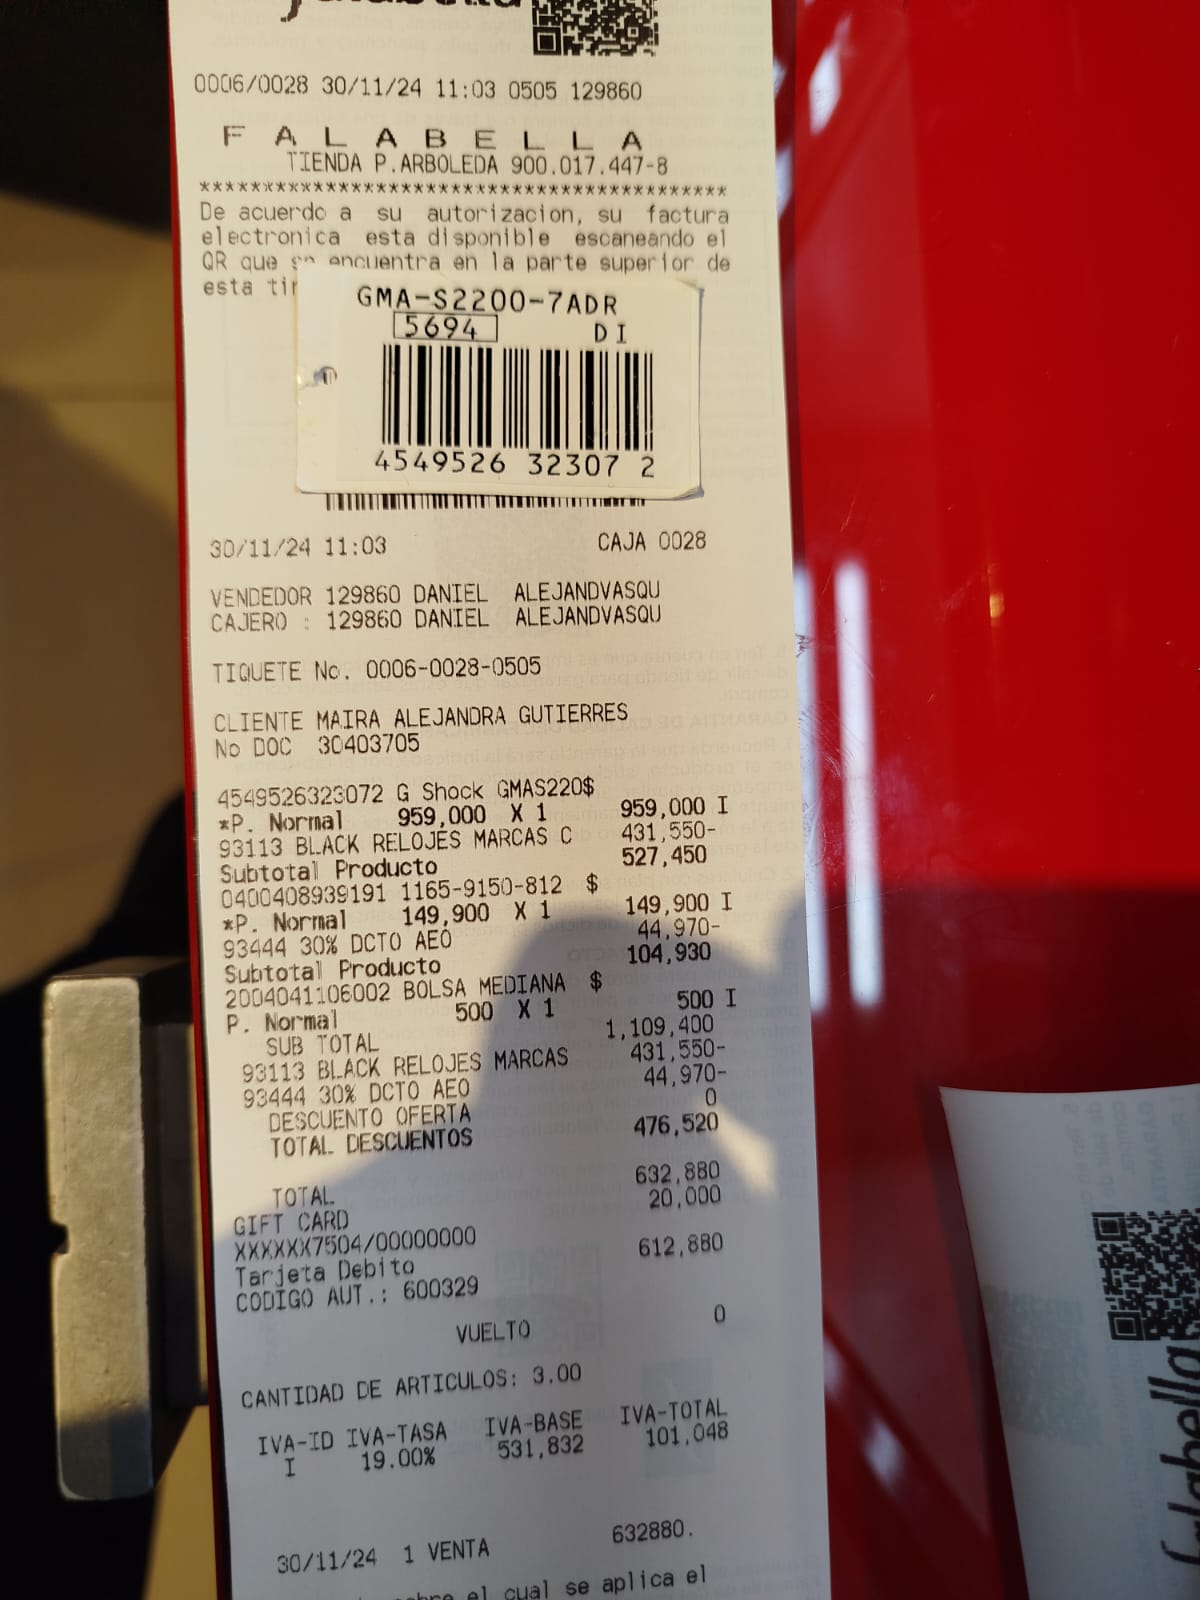 0006/0028 30/11/24 11:03 0505 129860
F A L A B E L L A
TIENDA P.ARBOLEDA 900.017.447-8
******************************************
De acuerdo a su autorizacion, su factura
electronica esta disponible escaneando el
QR que se encuentra en la parte superior de
esta tir
GMA-S2200-7ADR
5694 DI
4549526 32307 2
30/11/24 11:03 CAJA 0028
VENDEDOR 129860 DANIEL ALEJANDVASQU
CAJERO : 129860 DANIEL ALEJANDVASQU
TIQUETE No. 0006-0028-0505
CLIENTE MAIRA ALEJANDRA GUTIERRES
No DOC 30403705
4549526323072 G Shock GMAS220$
*P. Normal 959,000 X 1 959,000 I
93113 BLACK RELOJES MARCAS C 431,550-
Subtotal Producto 527,450
0400408939191 1165-9150-812 $
*P. Normal 149,900 X 1 149,900 I
93444 30% DCTO AEO 44,970-
Subtotal Producto 104,930
2004041106002 BOLSA MEDIANA $
P. Normal 500 X 1 500 I
SUB TOTAL 1,109,400
93113 BLACK RELOJES MARCAS 431,550-
93444 30% DCTO AEO 44,970-
DESCUENTO OFERTA 0
TOTAL DESCUENTOS 476,520
TOTAL 632,880
GIFT CARD 20,000
XXXXXX7504/00000000
Tarjeta Debito 612,880
CODIGO AUT.: 600329
VUELTO 0
CANTIDAD DE ARTICULOS: 3.00
IVA-ID IVA-TASA IVA-BASE IVA-TOTAL
I 19.00% 531,832 101,048
30/11/24 1 VENTA 632880.
el cual se aplica el
falabella